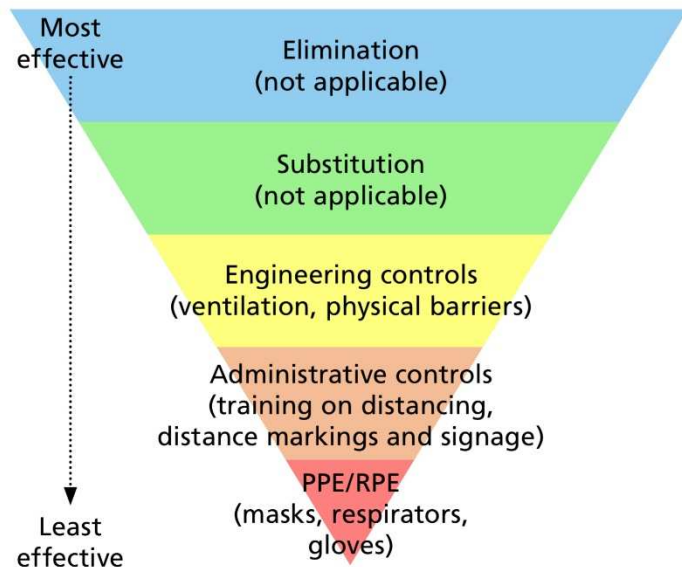 Most
effective
Elimination
(not applicable)
Substitution
(not applicable)
Engineering controls
(ventilation, physical barriers)
Administrative controls
(training on distancing,
distance markings and signage)
PPE/RPE
(masks, respirators,
gloves)
Least
effective